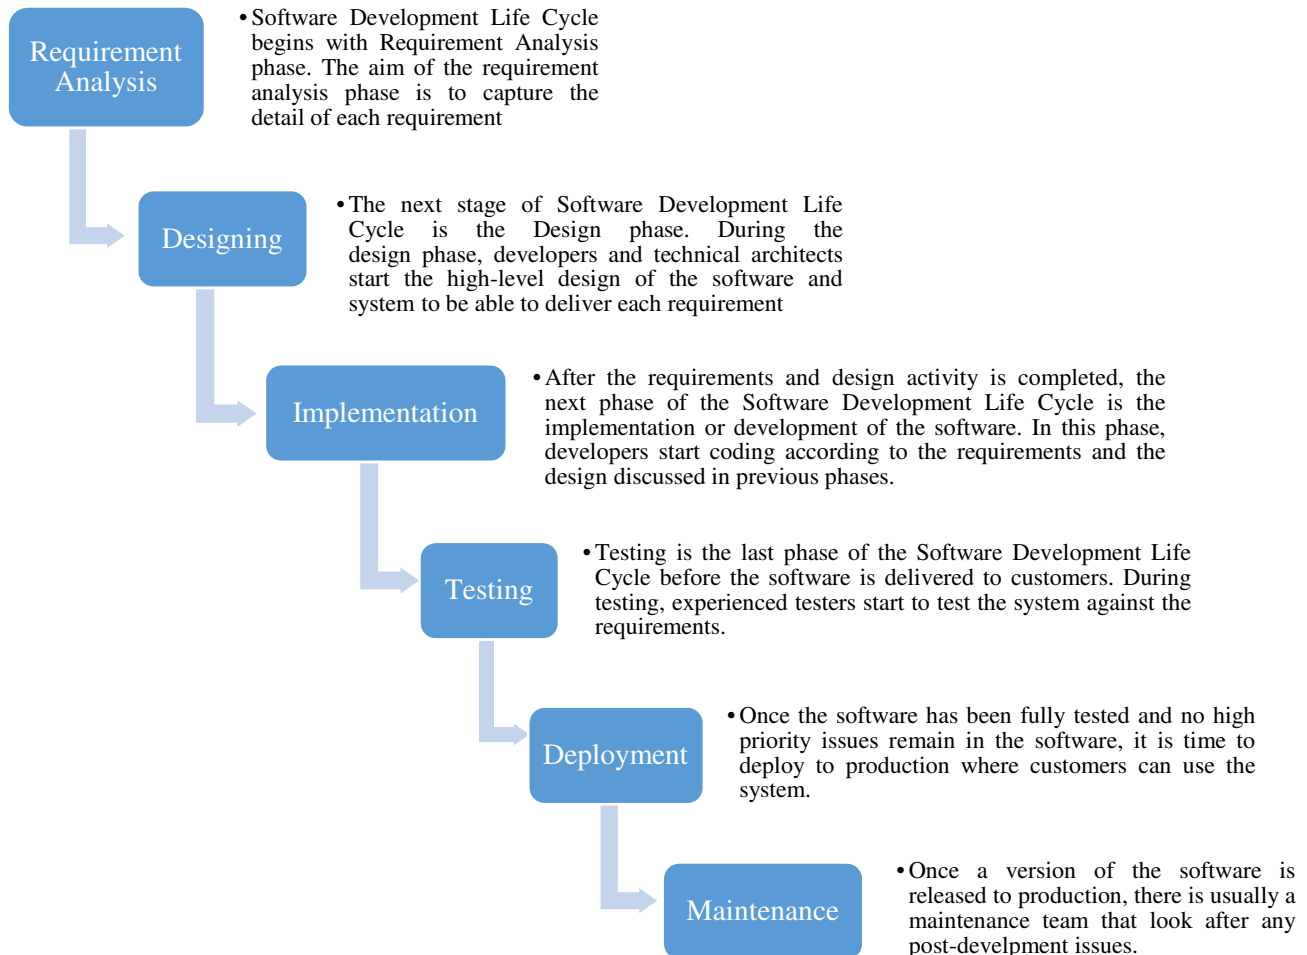 Requirement
Analysis
• Software Development Life Cycle
begins with Requirement Analysis
phase. The aim of the requirement
analysis phase is to capture the
detail of each requirement
Designing
• The next stage of Software Development Life
Cycle is the Design phase. During the
design phase, developers and technical architects
start the high-level design of the software and
system to be able to deliver each requirement
Implementation
• After the requirements and design activity is completed, the
next phase of the Software Development Life Cycle is the
implementation or development of the software. In this phase,
developers start coding according to the requirements and the
design discussed in previous phases.
Testing
• Testing is the last phase of the Software Development Life
Cycle before the software is delivered to customers. During
testing, experienced testers start to test the system against the
requirements.
Deployment
• Once the software has been fully tested and no high
priority issues remain in the software, it is time to
deploy to production where customers can use the
system.
Maintenance
• Once a version of the software is
released to production, there is usually a
maintenance team that look after any
post-develpment issues.